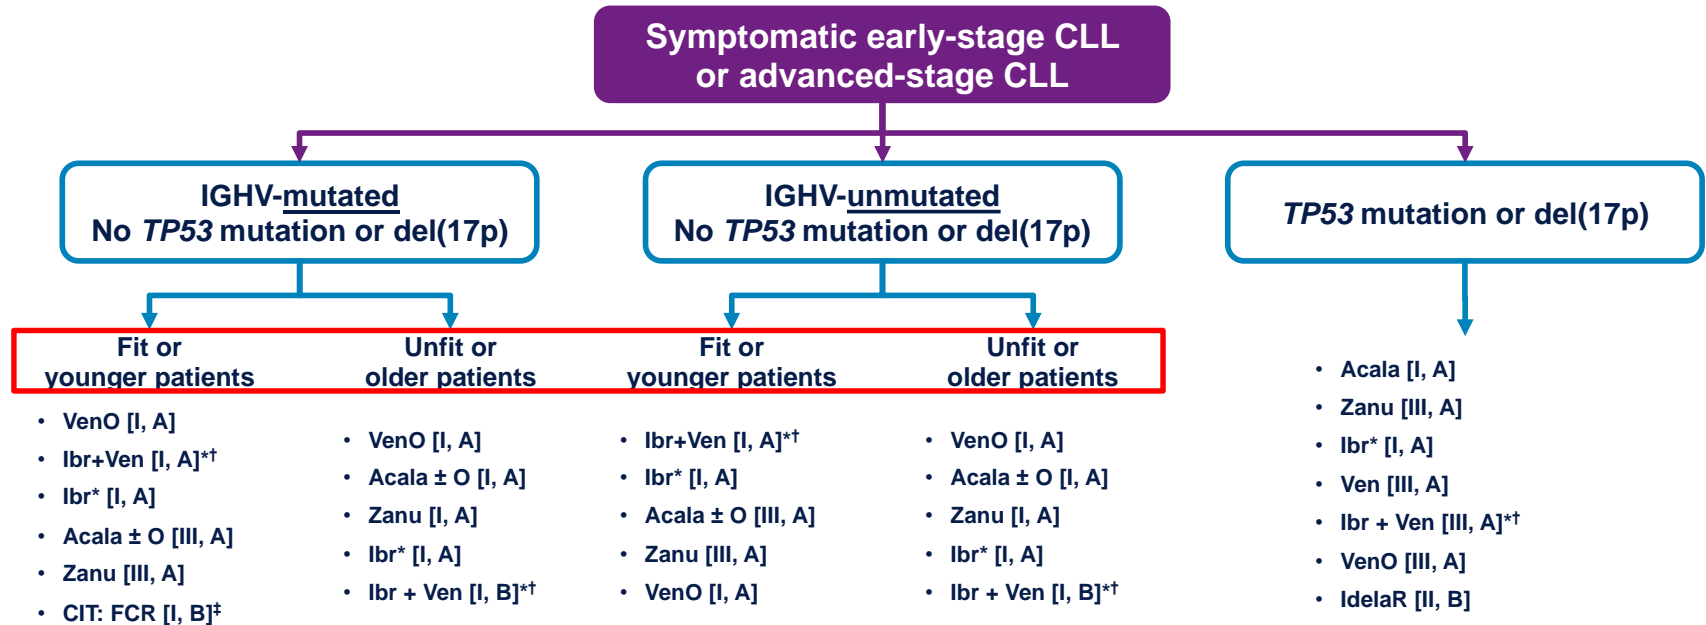 Symptomatic early-stage CLL
or advanced-stage CLL
IGHV-mutated
No TP53 mutation or del(17p)
IGHV-unmutated
No TP53 mutation or del(17p)
TP53 mutation or del(17p)
Fit or
younger patients
Unfit or
older patients
Fit or
younger patients
Unfit or
older patients
• VenO [I, A]
• Ibr+Ven [I, A]*†
• Ibr* [I, A]
• Acala ± O [III, A]
• Zanu [III, A]
• CIT: FCR [I, B]‡
• VenO [I, A]
• Acala ± O [I, A]
• Zanu [I, A]
• Ibr* [I, A]
• Ibr + Ven [I, B]*†
• Ibr+Ven [I, A]*†
• Ibr* [I, A]
• Acala ± O [III, A]
• Zanu [III, A]
• VenO [I, A]
• VenO [I, A]
• Acala ± O [I, A]
• Zanu [I, A]
• Ibr* [I, A]
• Ibr + Ven [I, B]*†
• Acala [I, A]
• Zanu [III, A]
• Ibr* [I, A]
• Ven [III, A]
• Ibr + Ven [III, A]*†
• VenO [III, A]
• IdelaR [II, B]